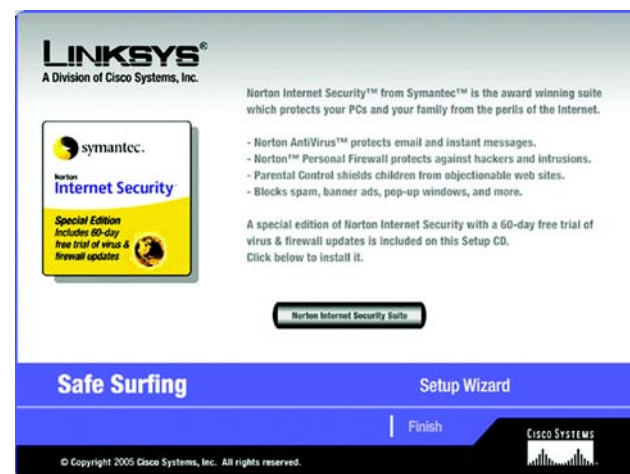 LINKSYS®
A Division of Cisco Systems, Inc.
Norton Internet Security™ from Symantec™ is the award winning suite
which protects your PCs and your family from the perils of the Internet.
- Norton AntiVirus™ protects email and instant messages.
- Norton™ Personal Firewall protects against hackers and intrusions.
- Parental Control shields children from objectionable web sites.
- Blocks spam, banner ads, pop-up windows, and more.
A special edition of Norton Internet Security with a 60-day free trial of
virus & firewall updates is included on this Setup CD.
Click below to install it.
symantec.
Norton
Internet Security
Special Edition
Includes 60-day
free trial of virus &
firewall updates
Norton Internet Security Suite
Safe Surfing
Setup Wizard
Finish
CISCO SYSTEMS
© Copyright 2005 Cisco Systems, Inc. All rights reserved.